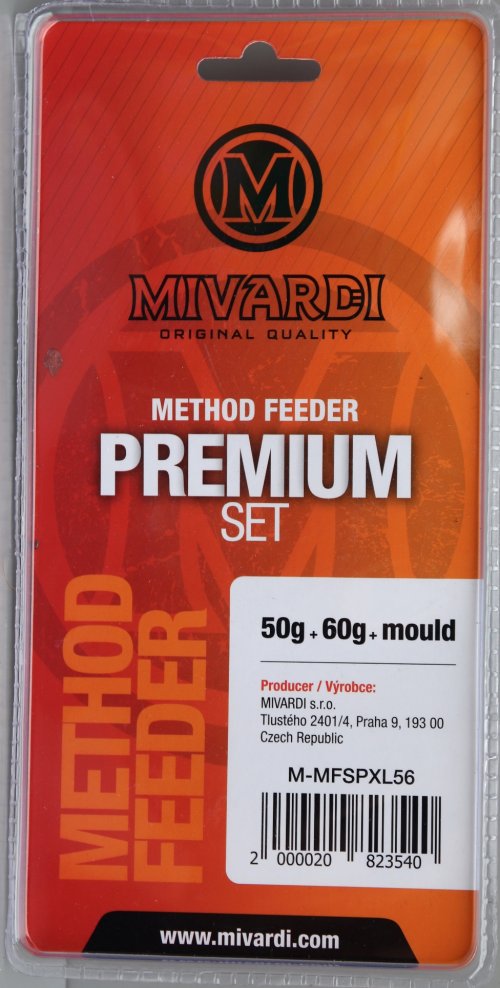 M
MIVARDI
ORIGINAL QUALITY
METHOD FEEDER
PREMIUM
SET
METHOD
FEEDER
50g + 60g + mould
Producer / Výrobce:
MIVARDI s.r.o.
Tlustého 2401/4, Praha 9, 193 00
Czech Republic
M-MFSPXL56
2 000020 823540
www.mivardi.com